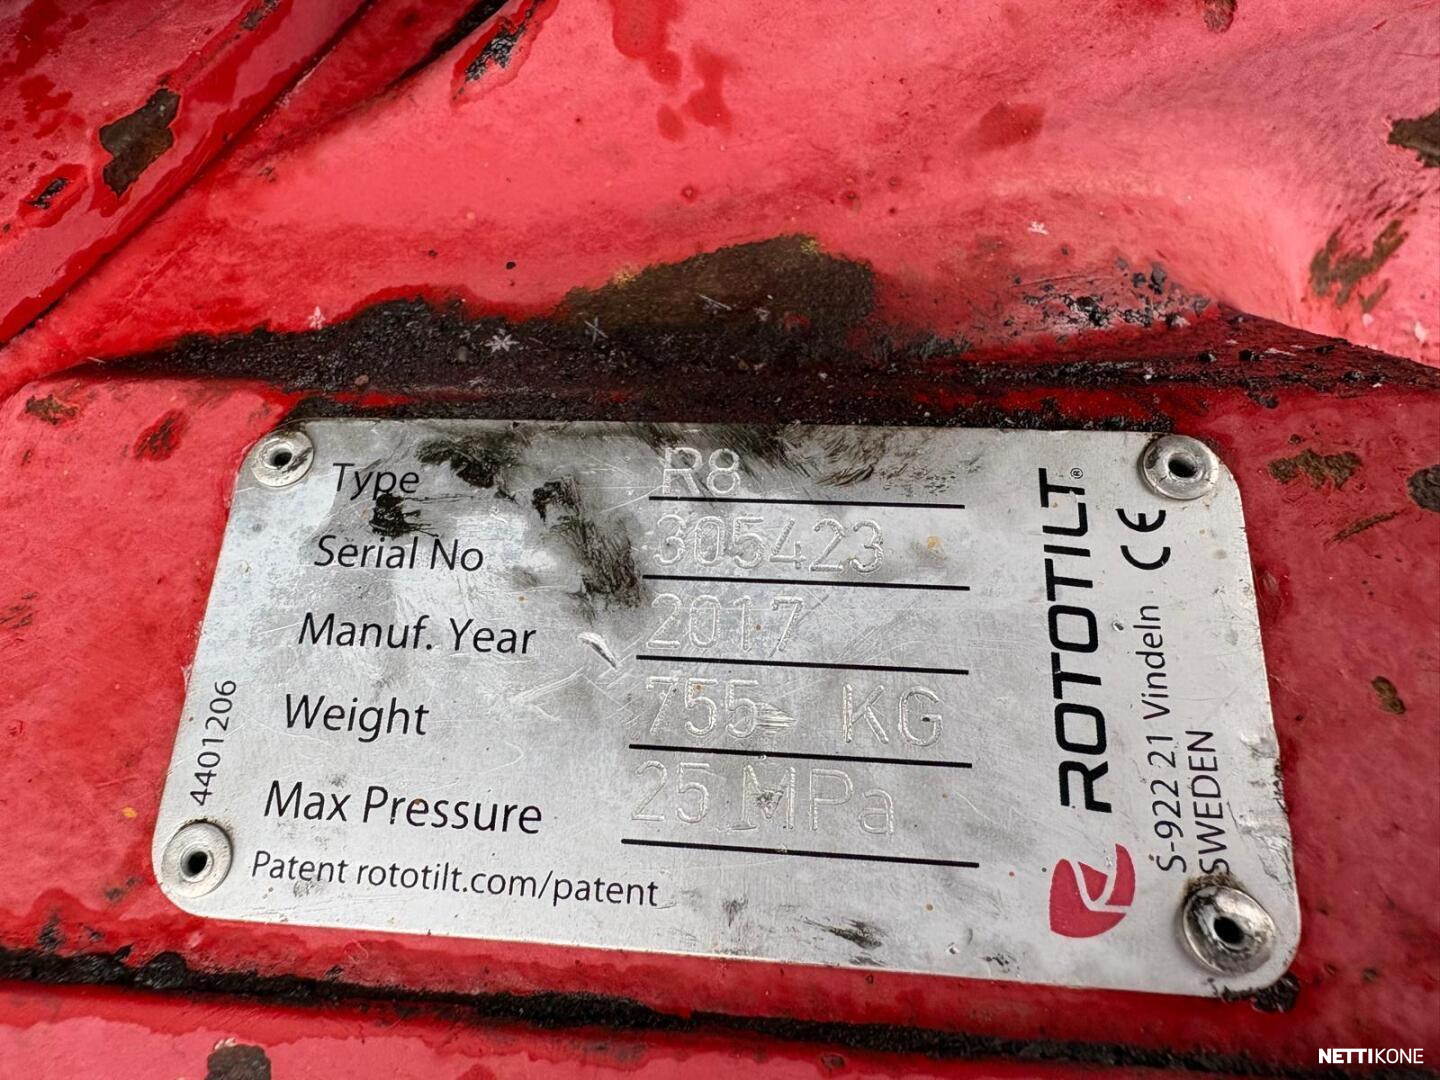 Type R8
Serial No 305423
Manuf. Year 2017
Weight 755 KG
Max Pressure 25 MPa
Patent rototilt.com/patent
4401206
ROTOTILT®
CE
S-922 21 Vindeln
SWEDEN
NETTIKONE